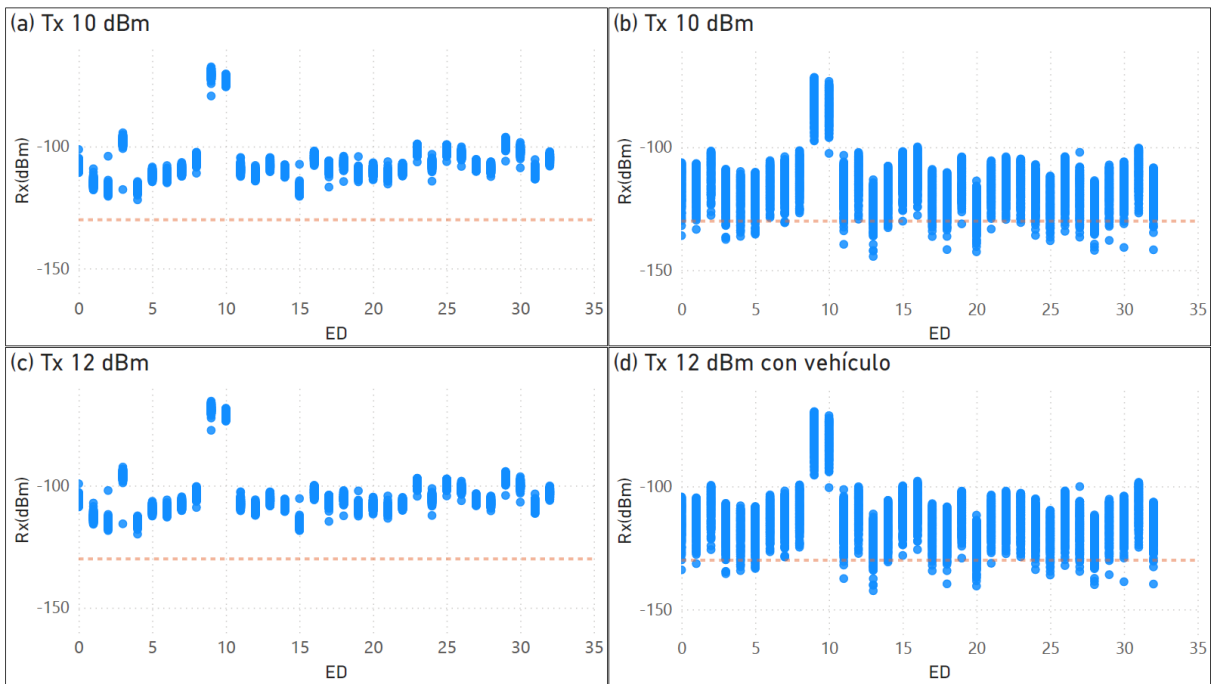 (a) Tx 10 dBm
Rx(dBm)
-100
-150
0 5 10 15 20 25 30 35
ED
(b) Tx 10 dBm
Rx(dBm)
-100
-150
0 5 10 15 20 25 30 35
ED
(c) Tx 12 dBm
Rx(dBm)
-100
-150
0 5 10 15 20 25 30 35
ED
(d) Tx 12 dBm con vehículo
Rx(dBm)
-100
-150
0 5 10 15 20 25 30 35
ED